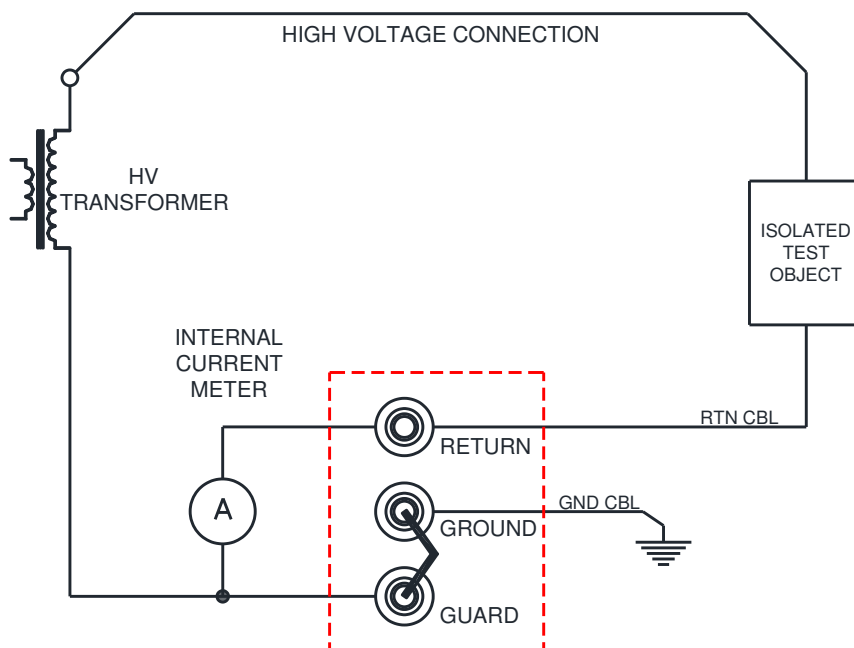 HIGH VOLTAGE CONNECTION
HV
TRANSFORMER
ISOLATED
TEST
OBJECT
INTERNAL
CURRENT
METER
RTN CBL
RETURN
A
GND CBL
GROUND
GUARD